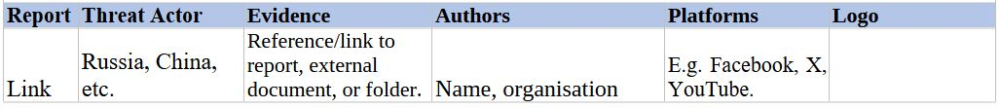 Report Threat Actor Evidence Authors Platforms Logo
Link
Russia, China,
etc.
Reference/link to
report, external
document, or folder.
Name, organisation
E.g. Facebook, X,
YouTube.